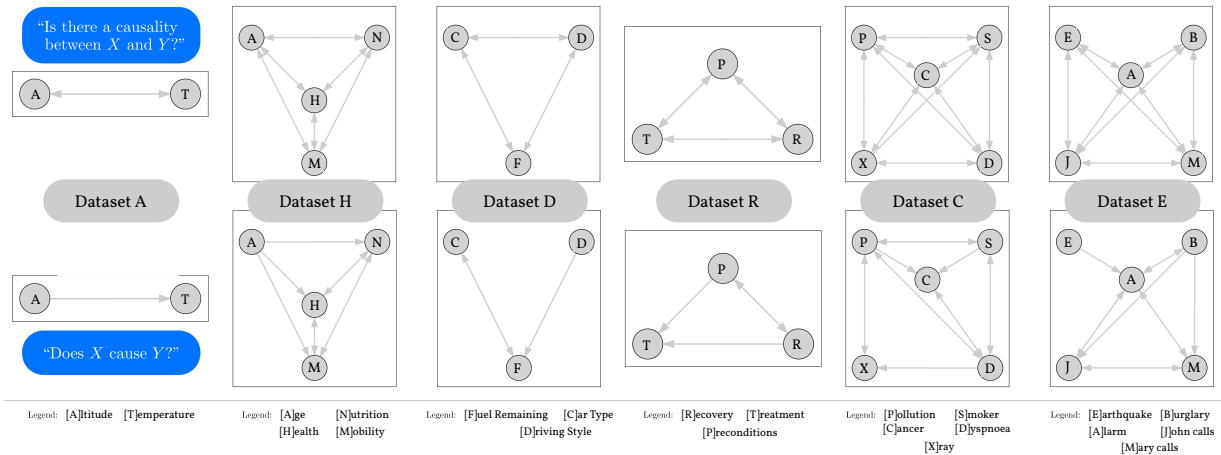 “Is there a causality
between X and Y?”
A T
A N
H
M
C D
F
P
T R
P S
C
X D
E B
A
J M
Dataset A
Dataset H
Dataset D
Dataset R
Dataset C
Dataset E
A T
“Does X cause Y?”
A N
H
M
C D
F
P
T R
P S
C
X D
E B
A
J M
Legend: [A]ltitude [T]emperature
Legend: [A]ge [N]utrition
[H]ealth [M]obility
Legend: [F]uel Remaining [C]ar Type
[D]riving Style
Legend: [R]ecovery [T]reatment
[P]reconditions
Legend: [P]ollution [S]moker
[C]ancer [D]yspnoea
[X]ray
Legend: [E]arthquake [B]urglary
[A]larm [J]ohn calls
[M]ary calls